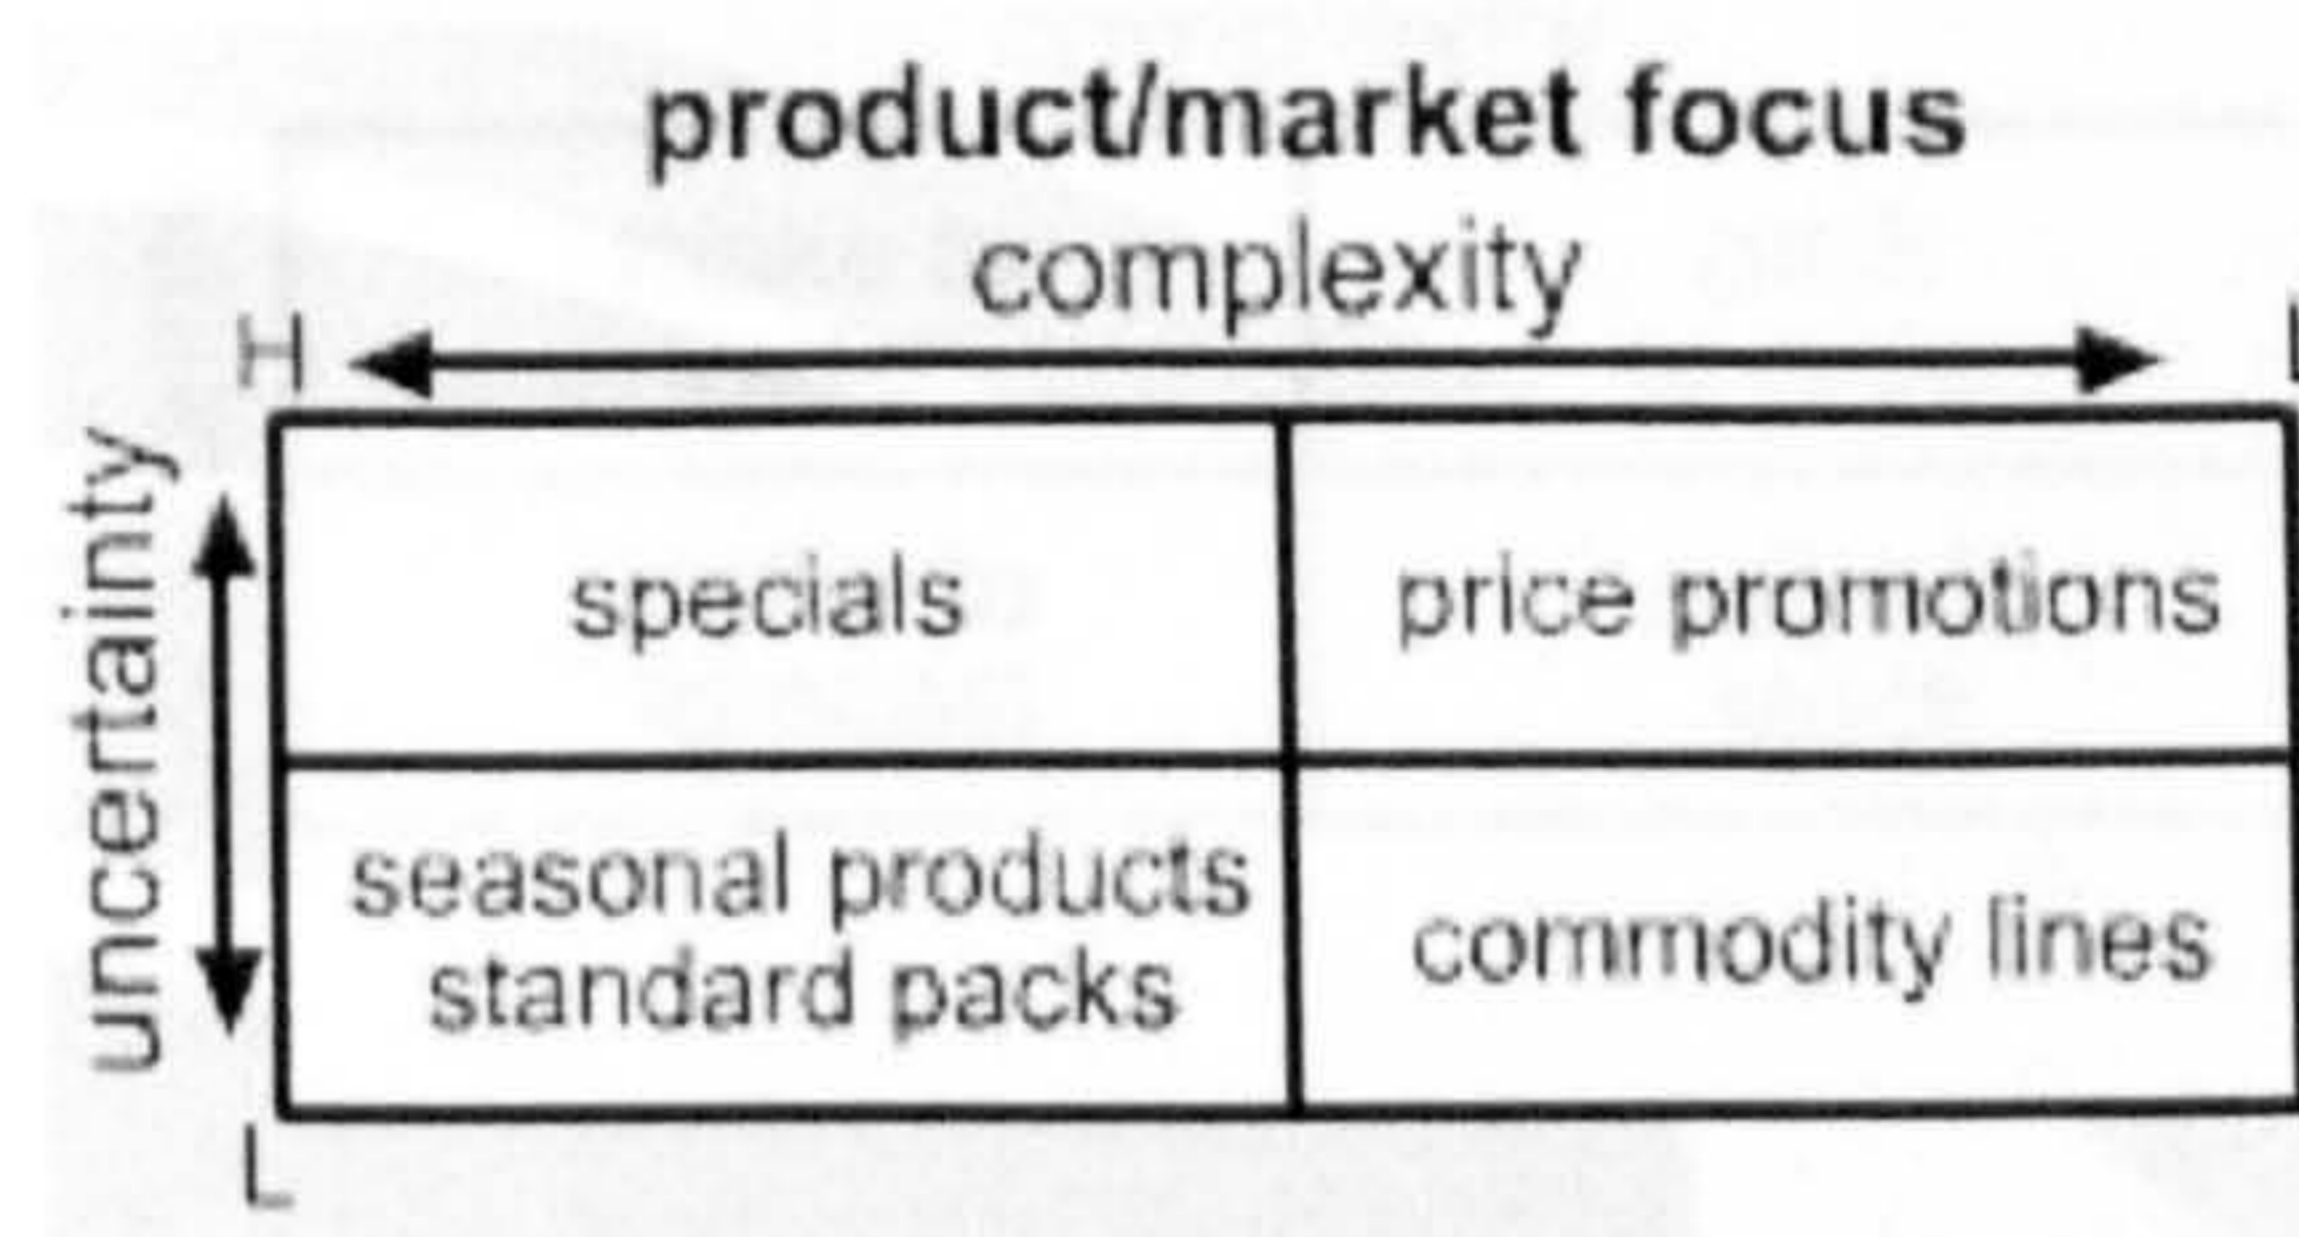 product/market focus
complexity
H
L
uncertainty
specials
price promotions
seasonal products
standard packs
commodity lines
L